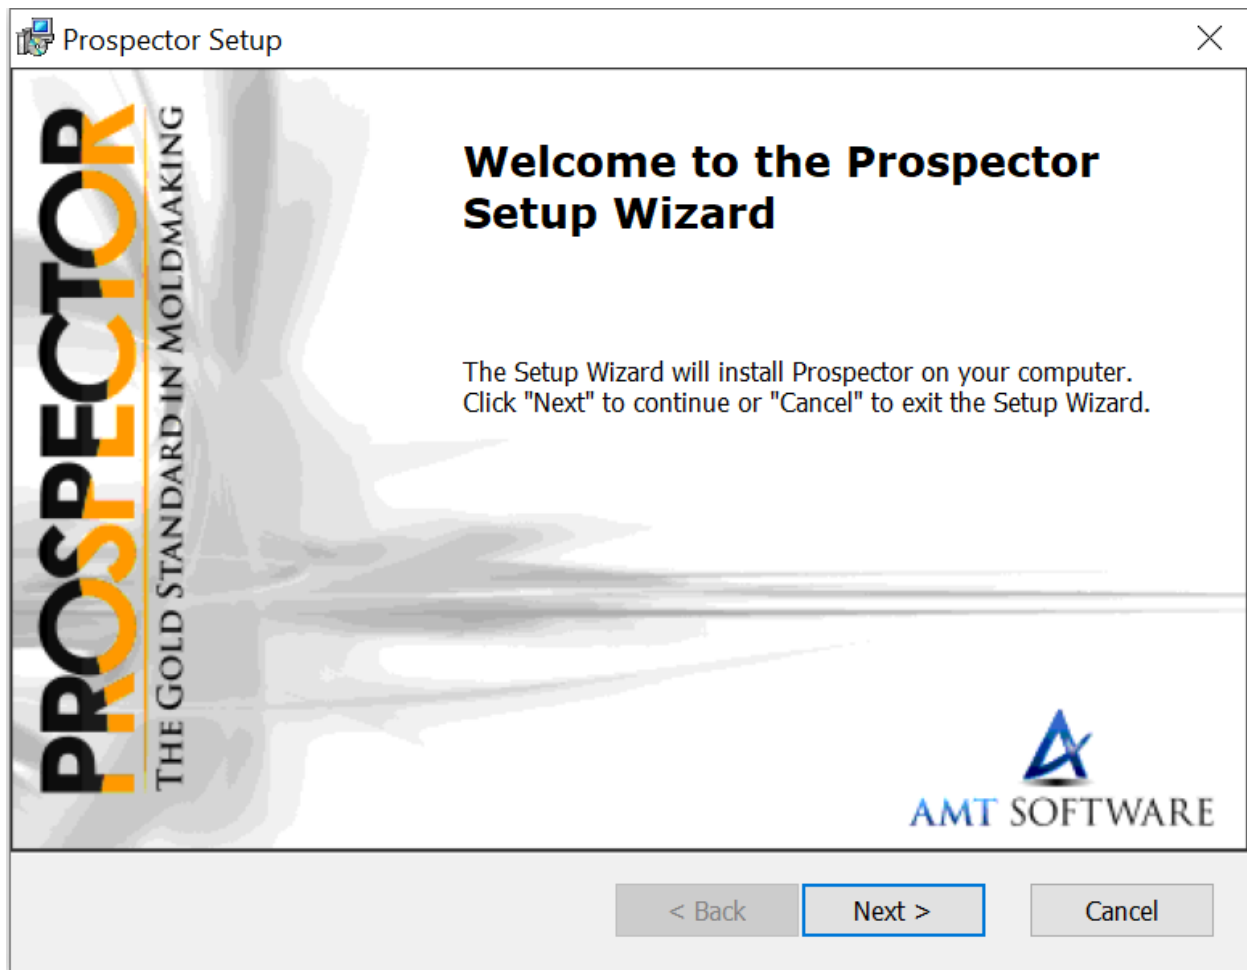 Prospector Setup
PROSPECTOR
THE GOLD STANDARD IN MOLDMAKING
Welcome to the Prospector
Setup Wizard
The Setup Wizard will install Prospector on your computer.
Click "Next" to continue or "Cancel" to exit the Setup Wizard.
AMT SOFTWARE
< Back
Next >
Cancel